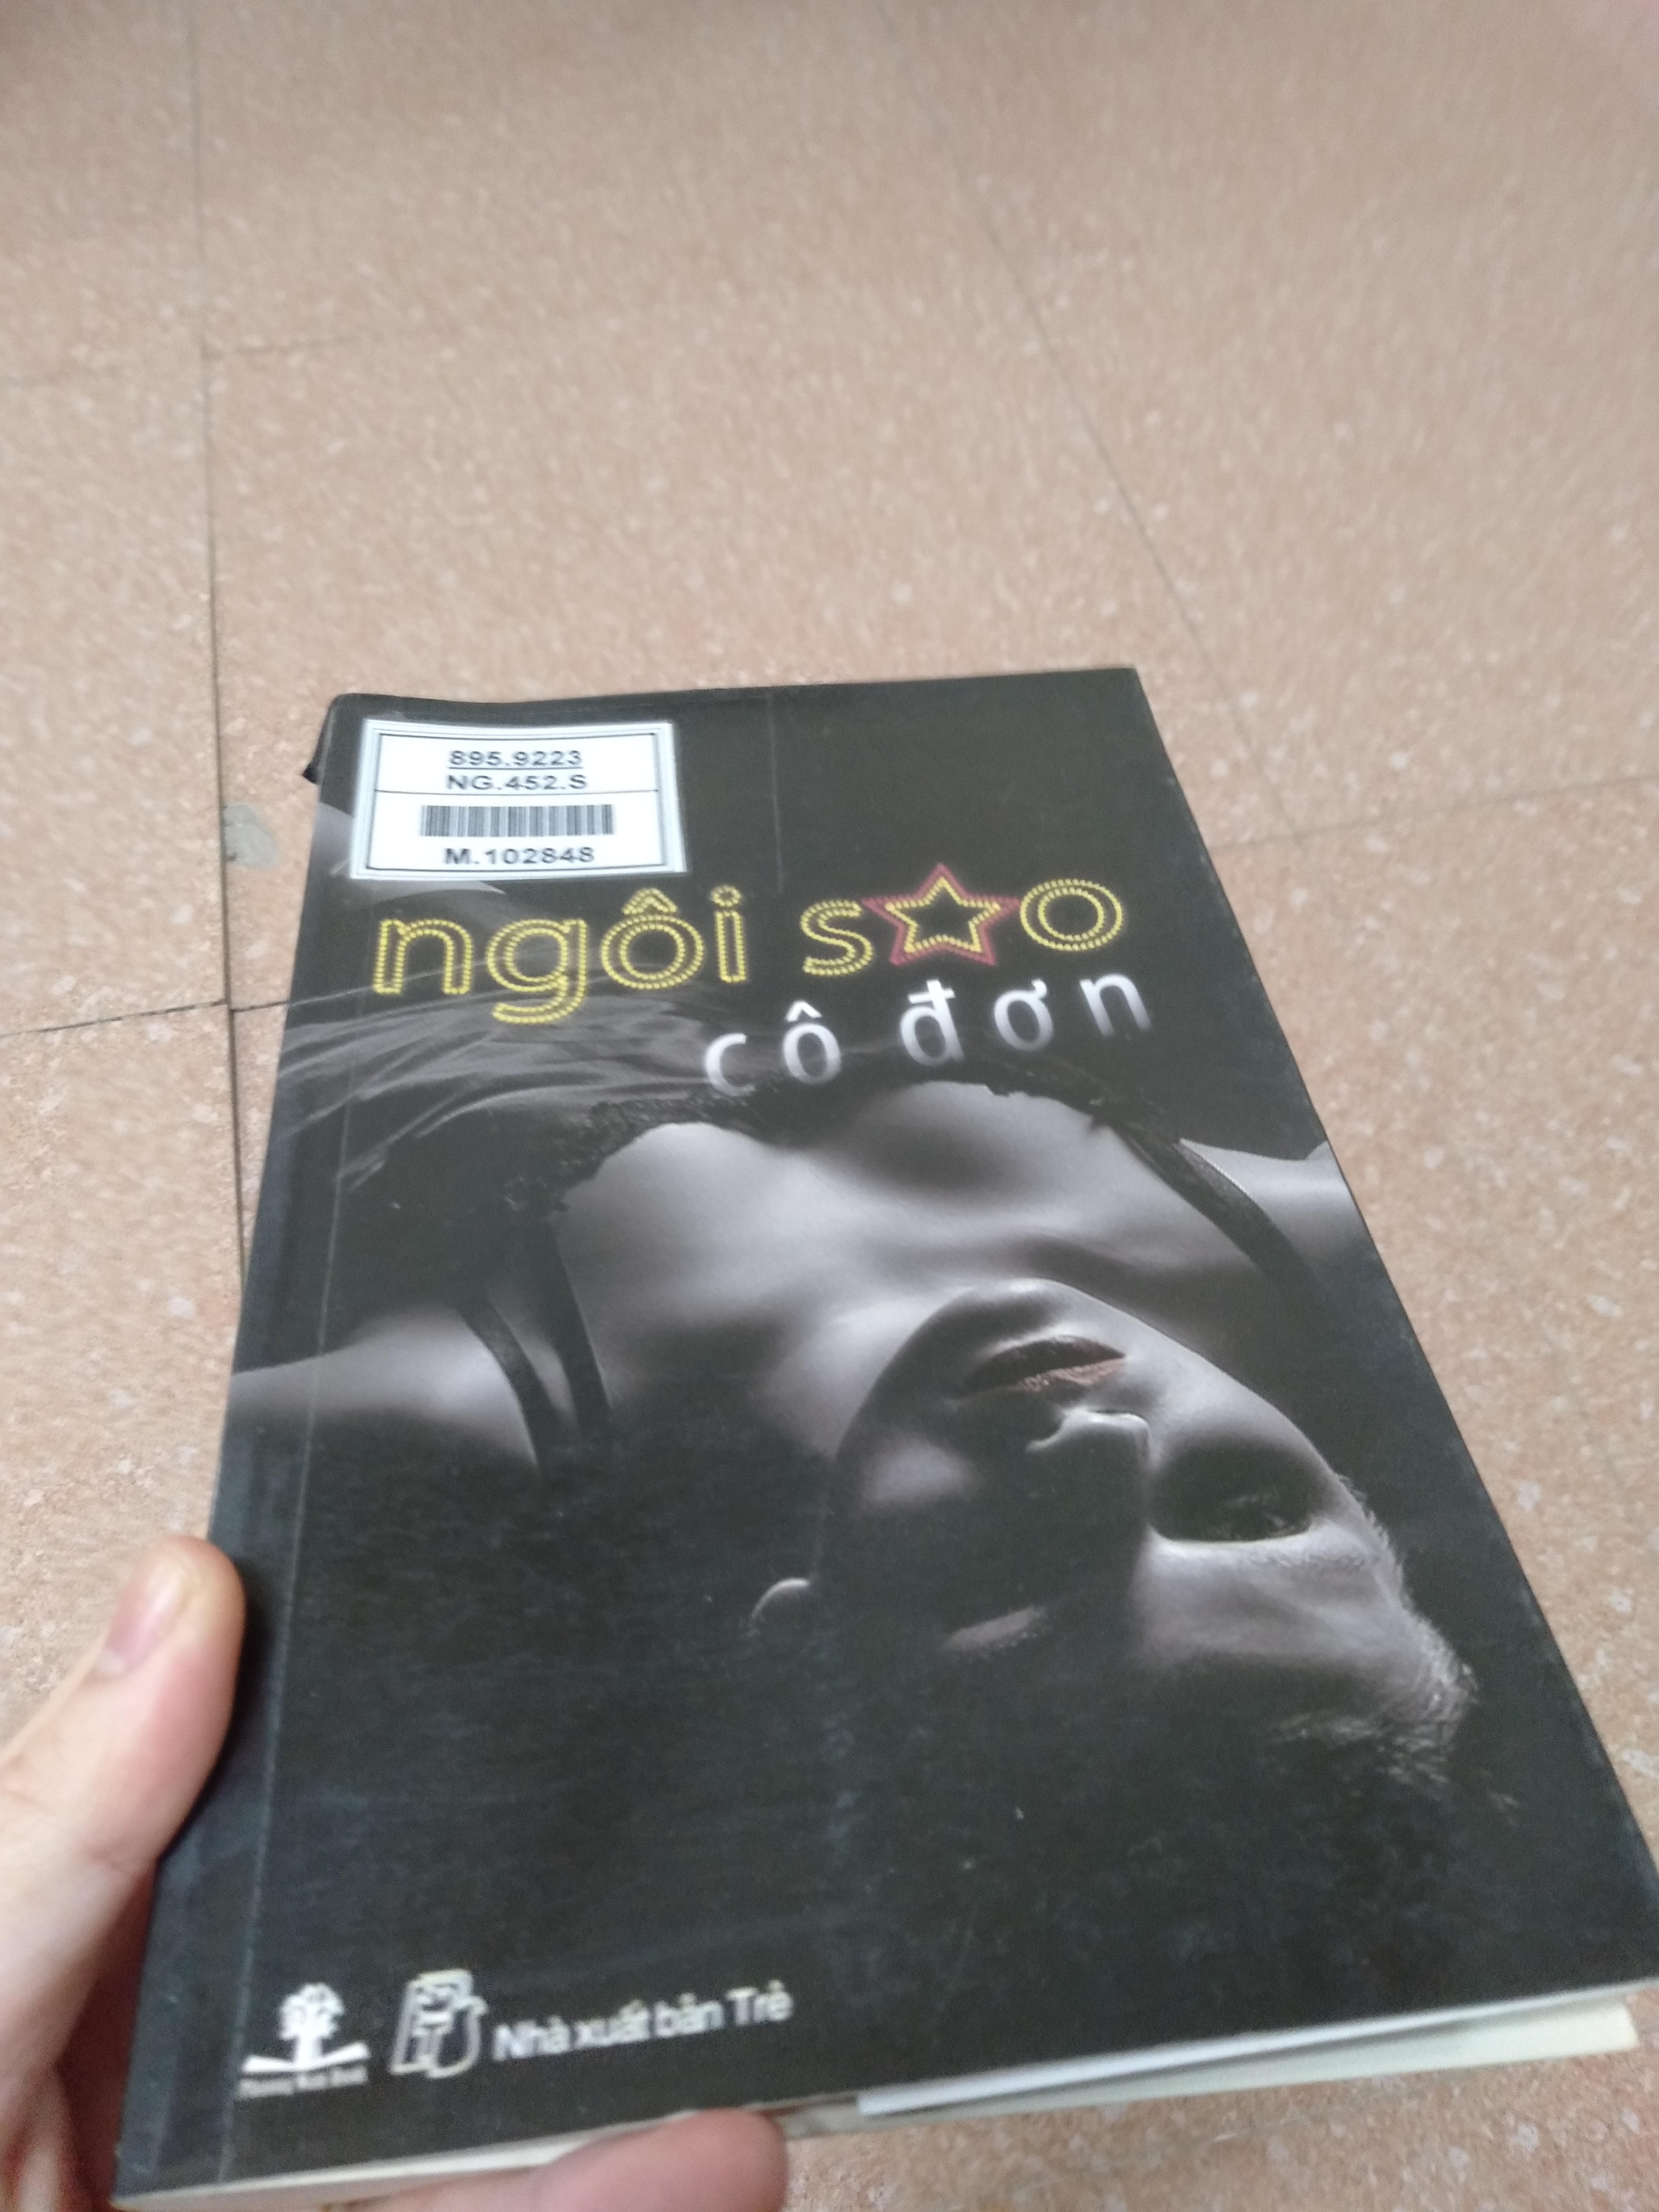 895.9223
NG.452.S
M.102848
ngôi sao
cô đơn
Nhà xuất bản Trẻ